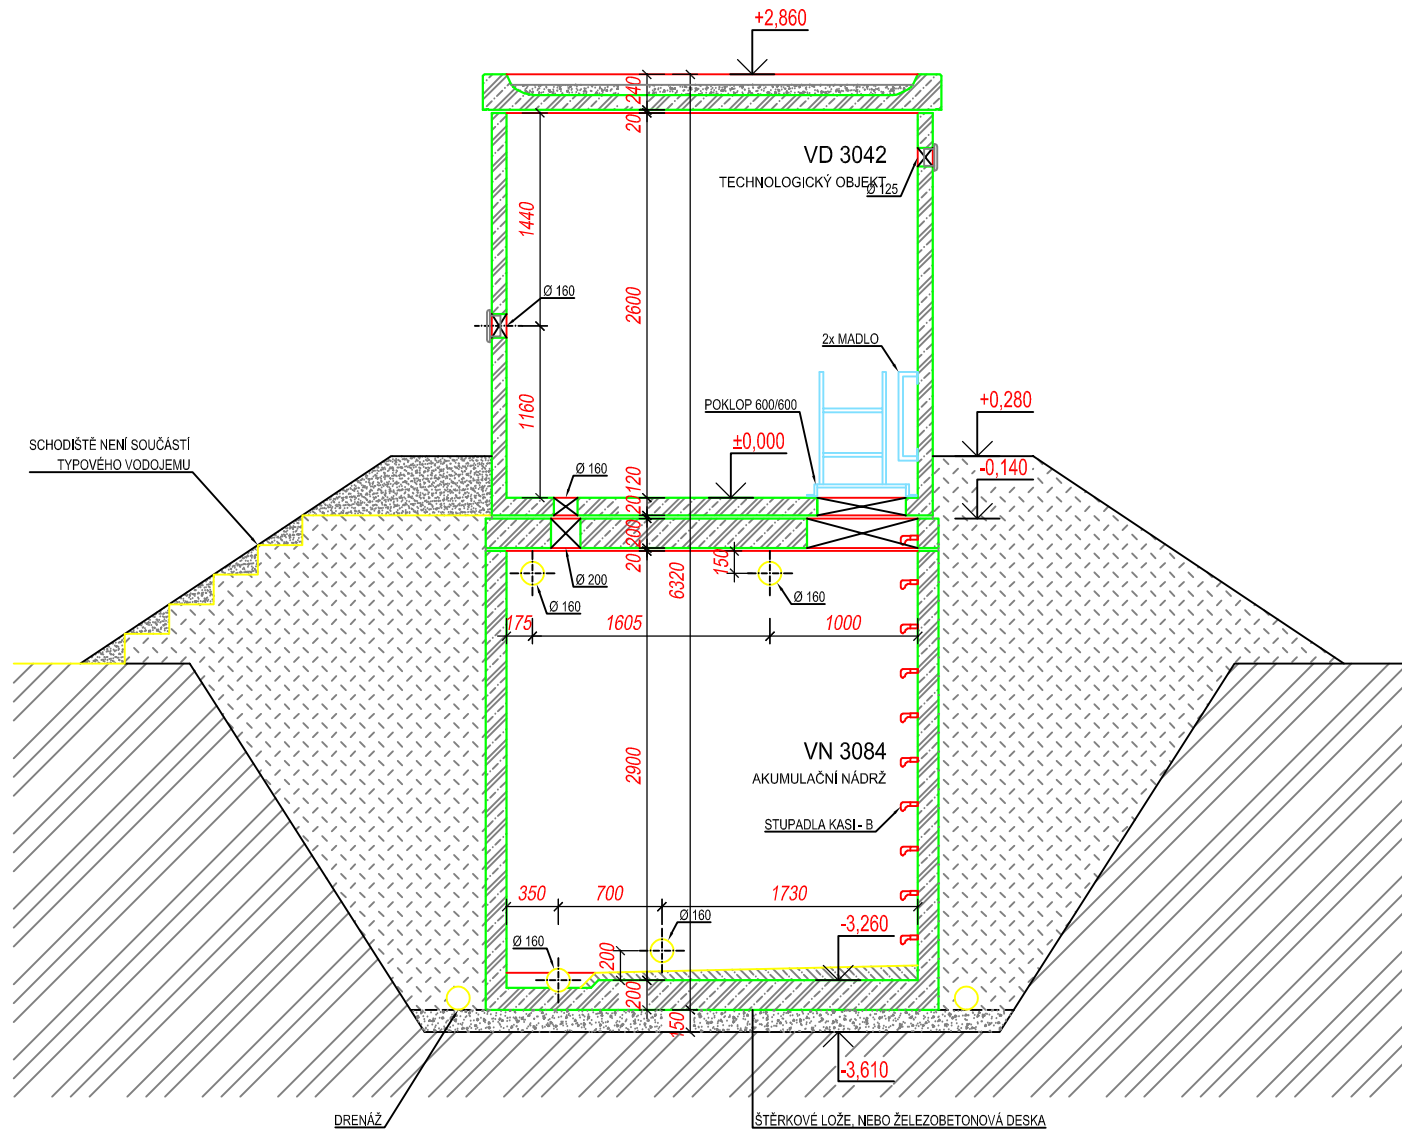 +2,860
240
20
VD 3042
TECHNOLOGICKÝ OBJEKT
Ø 125
1440
Ø 160
2600
2x MADLO
1160
POKLOP 600/600
+0,280
±0,000
SCHODIŠTĚ NENÍ SOUČÁSTÍ
TYPOVÉHO VODOJEMU
-0,140
Ø 160
120
20
200
20
150
Ø 200
6320
Ø 160
Ø 160
175
1605
1000
2900
VN 3084
AKUMULAČNÍ NÁDRŽ
STUPADLA KASI - B
350
700
1730
Ø 160
-3,260
Ø 160
200
200
150
-3,610
DRENÁŽ
ŠTĚRKOVÉ LOŽE, NEBO ŽELEZOBETONOVÁ DESKA